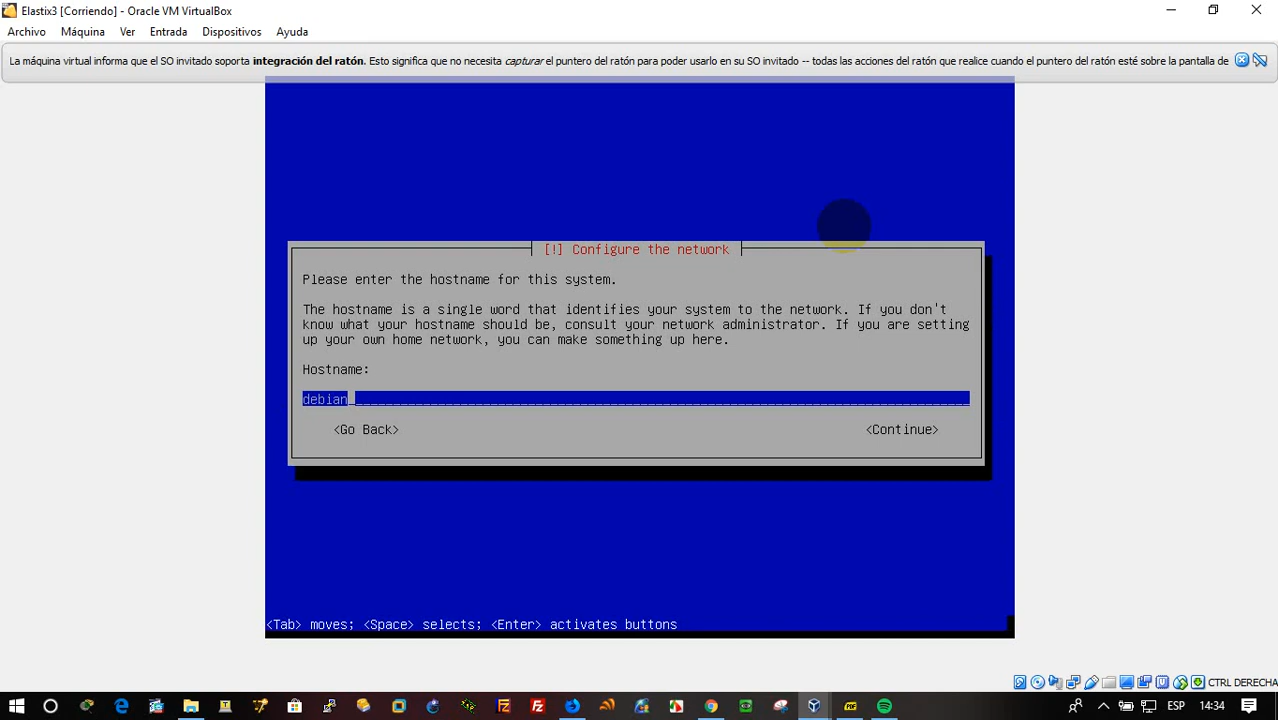 Elastix3 [Corriendo] - Oracle VM VirtualBox
Archivo Máquina Ver Entrada Dispositivos Ayuda
La máquina virtual informa que el SO invitado soporta integración del ratón. Esto significa que no necesita capturar el puntero del ratón para poder usarlo en su SO invitado -- todas las acciones del ratón que realice cuando el puntero del ratón esté sobre la pantalla de
[!] Configure the network
Please enter the hostname for this system.
The hostname is a single word that identifies your system to the network. If you don't
know what your hostname should be, consult your network administrator. If you are setting
up your own home network, you can make something up here.
Hostname:
debian
<Go Back> <Continue>
<Tab> moves; <Space> selects; <Enter> activates buttons
CTRL DERECHA
ESP 14:34